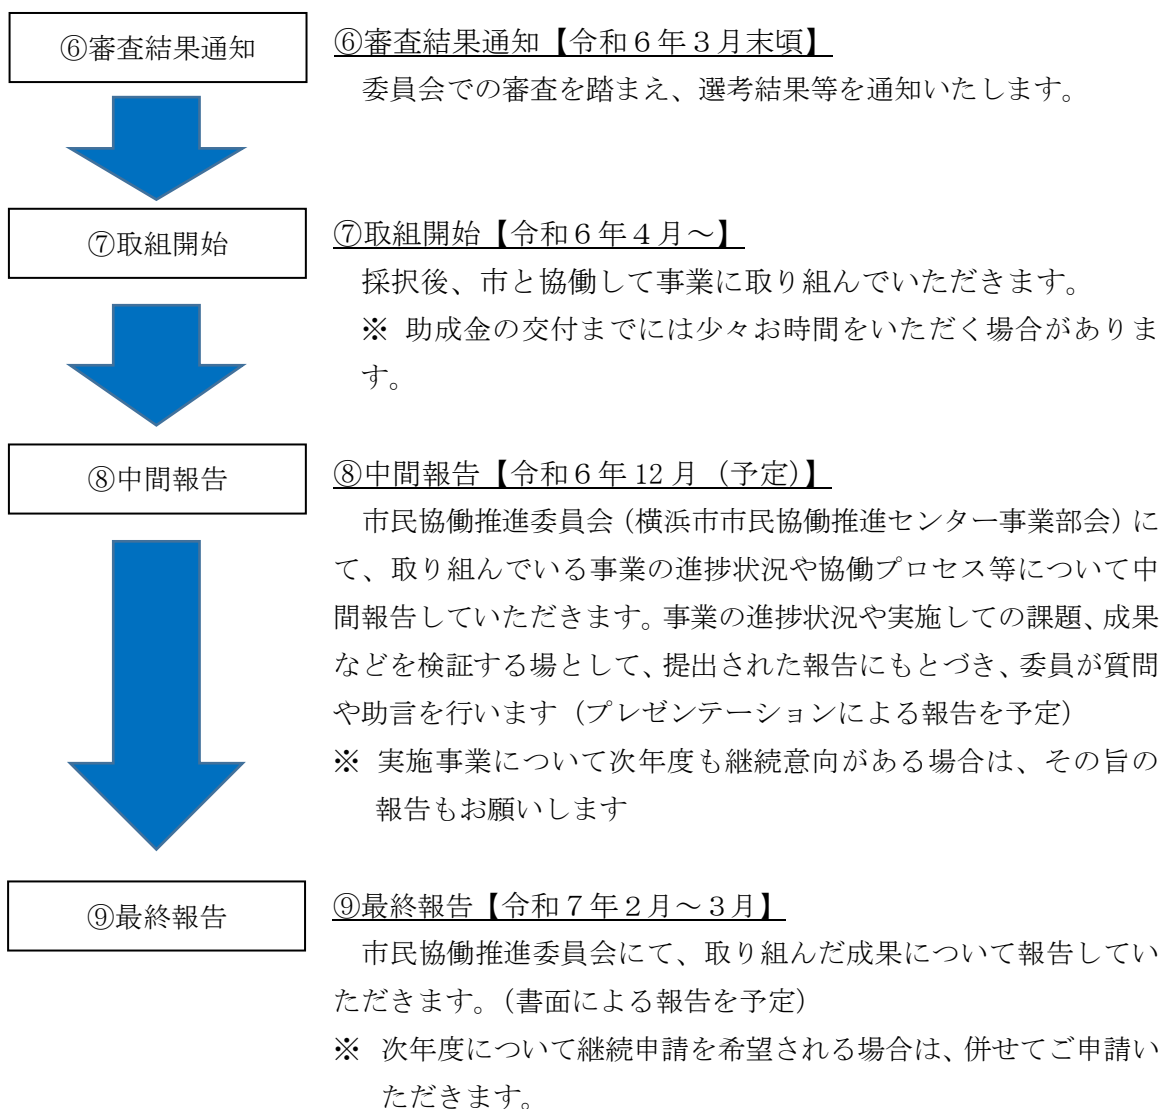 ⑥審査結果通知
⑥審査結果通知【令和６年３月末頃】
委員会での審査を踏まえ、選考結果等を通知いたします。
⑦取組開始
⑦取組開始【令和６年４月～】
採択後、市と協働して事業に取り組んでいただきます。
※ 助成金の交付までには少々お時間をいただく場合がありま
す。
⑧中間報告
⑧中間報告【令和６年 12 月（予定）】
市民協働推進委員会（横浜市市民協働推進センター事業部会）に
て、取り組んでいる事業の進捗状況や協働プロセス等について中
間報告していただきます。事業の進捗状況や実施しての課題、成果
などを検証する場として、提出された報告にもとづき、委員が質問
や助言を行います（プレゼンテーションによる報告を予定）
※ 実施事業について次年度も継続意向がある場合は、その旨の
報告もお願いします
⑨最終報告
⑨最終報告【令和７年２月～３月】
市民協働推進委員会にて、取り組んだ成果について報告してい
ただきます。（書面による報告を予定）
※ 次年度について継続申請を希望される場合は、併せてご申請い
ただきます。